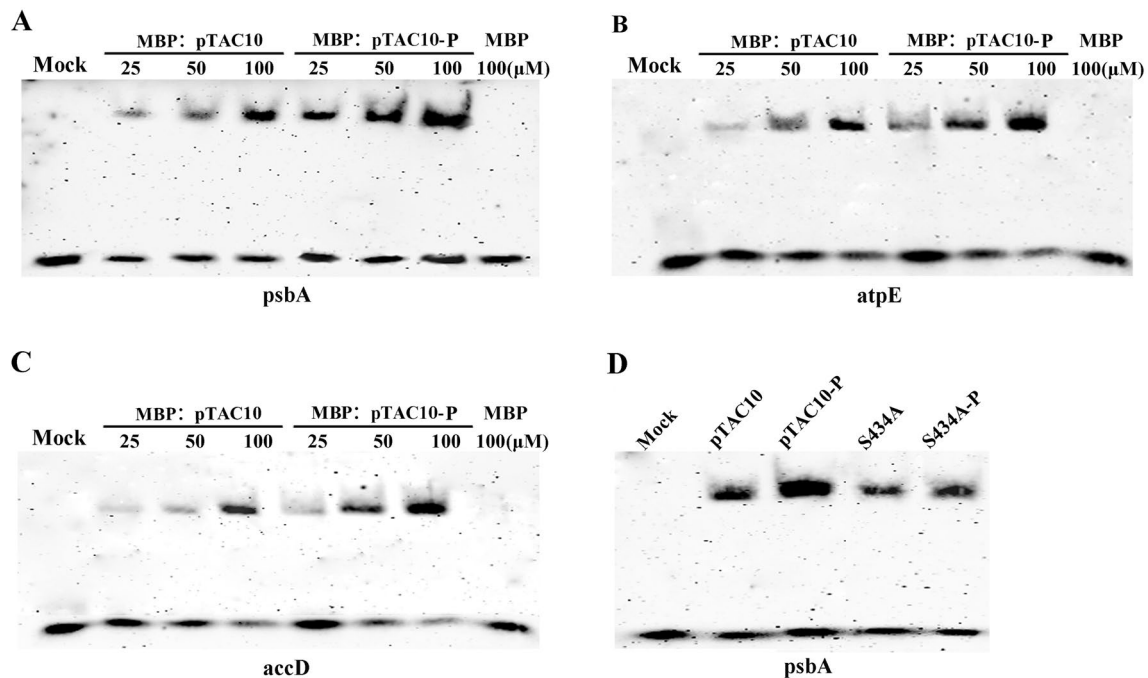 A
MBP: pTAC10 MBP: pTAC10-P MBP
Mock 25 50 100 25 50 100 100(μM)
psbA
B
MBP: pTAC10 MBP: pTAC10-P MBP
Mock 25 50 100 25 50 100 100(μM)
atpE
C
MBP: pTAC10 MBP: pTAC10-P MBP
Mock 25 50 100 25 50 100 100(μM)
accD
D
Mock pTAC10 pTAC10-P S434A S434A-P
psbA